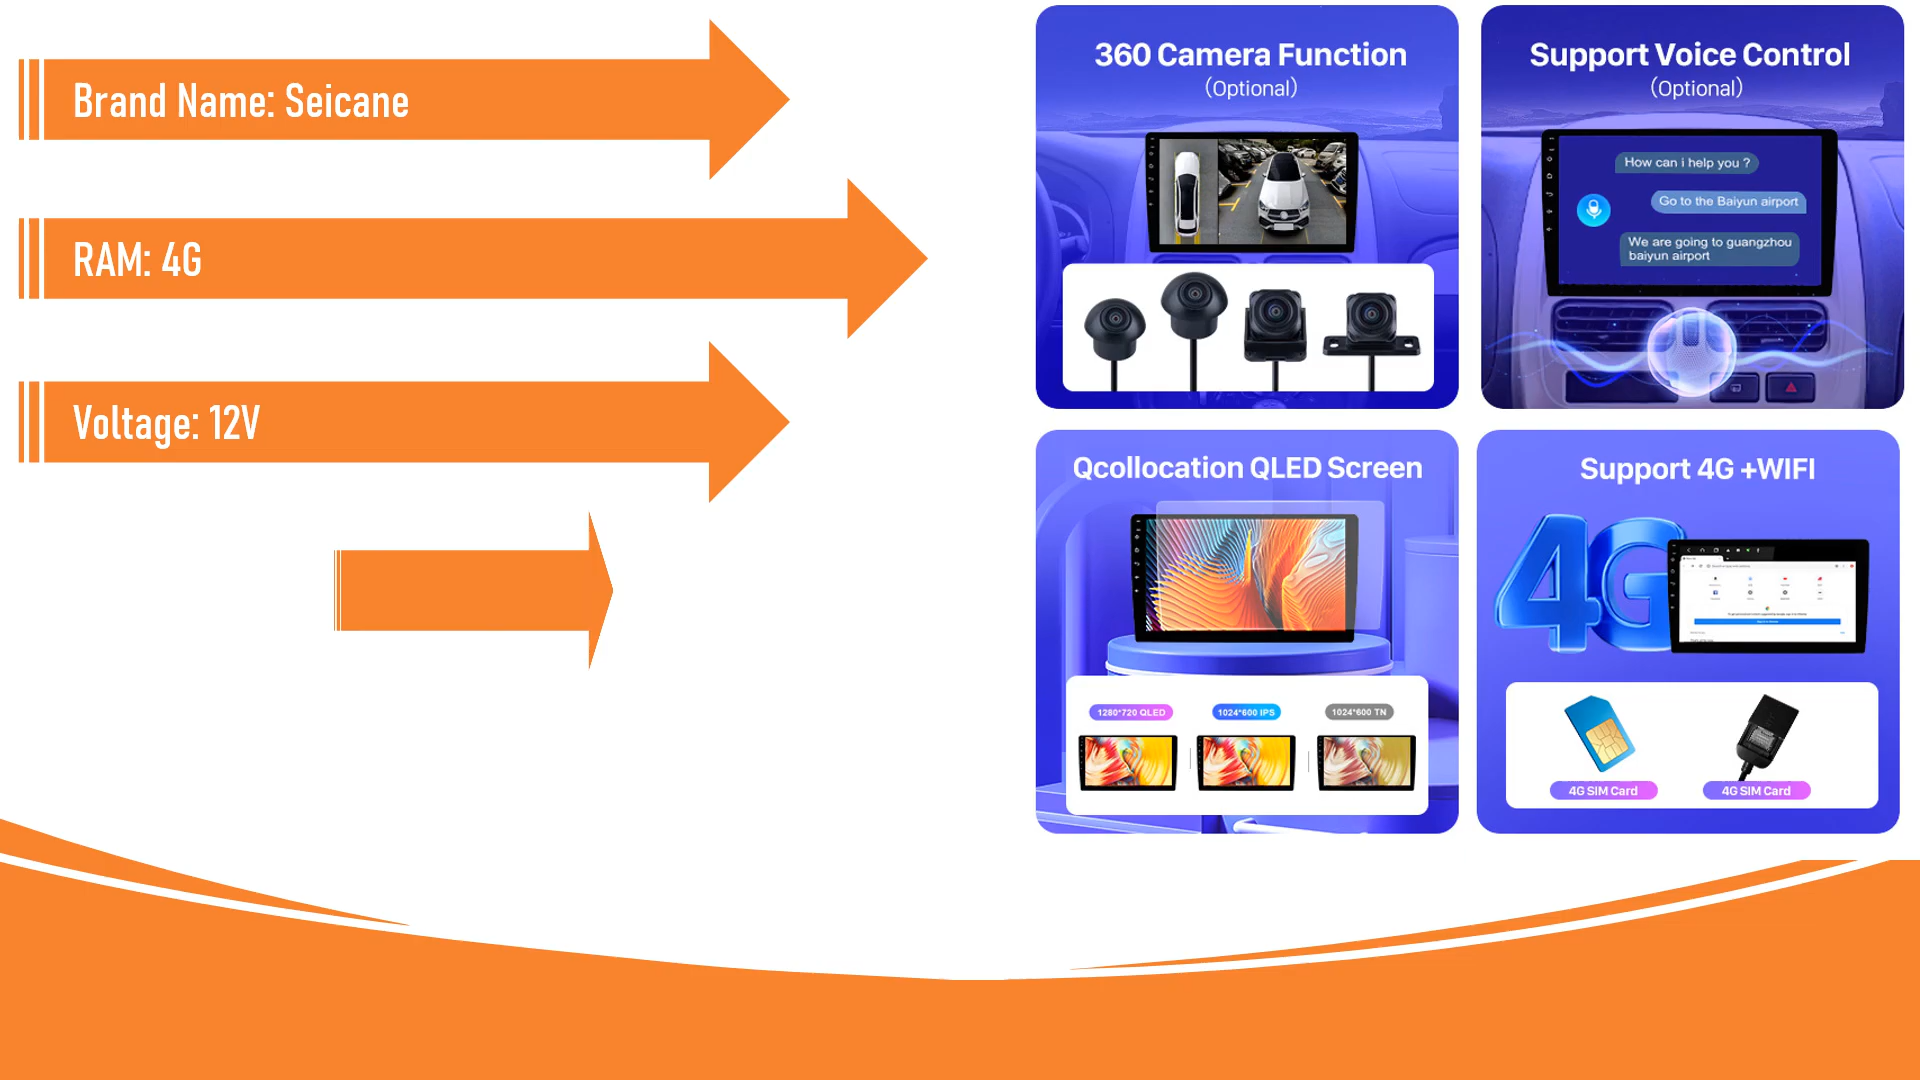 Brand Name: Seicane
RAM: 4G
Voltage: 12V
360 Camera Function
(Optional)
Support Voice Control
(Optional)
How can i help you ?
Go to the Baiyun airport
We are going to guangzhou
baiyun airport
Qcollocation QLED Screen
1280*720 QLED
1024*600 IPS
1024*600 TN
Support 4G +WIFI
4G
4G SIM Card
4G SIM Card